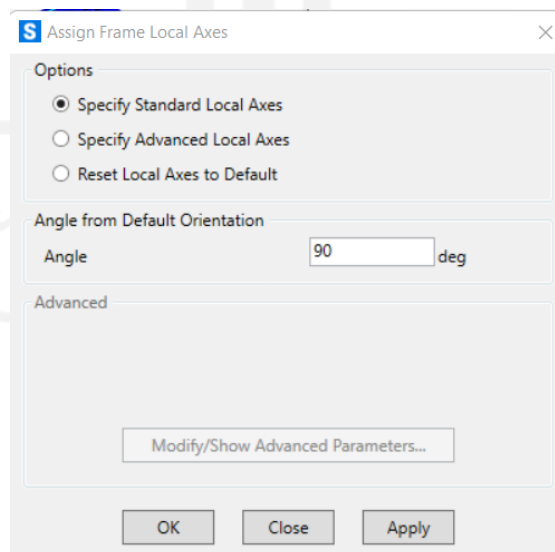 S Assign Frame Local Axes
Options
Specify Standard Local Axes
Specify Advanced Local Axes
Reset Local Axes to Default
Angle from Default Orientation
Angle 90 deg
Advanced
Modify/Show Advanced Parameters...
OK Close Apply